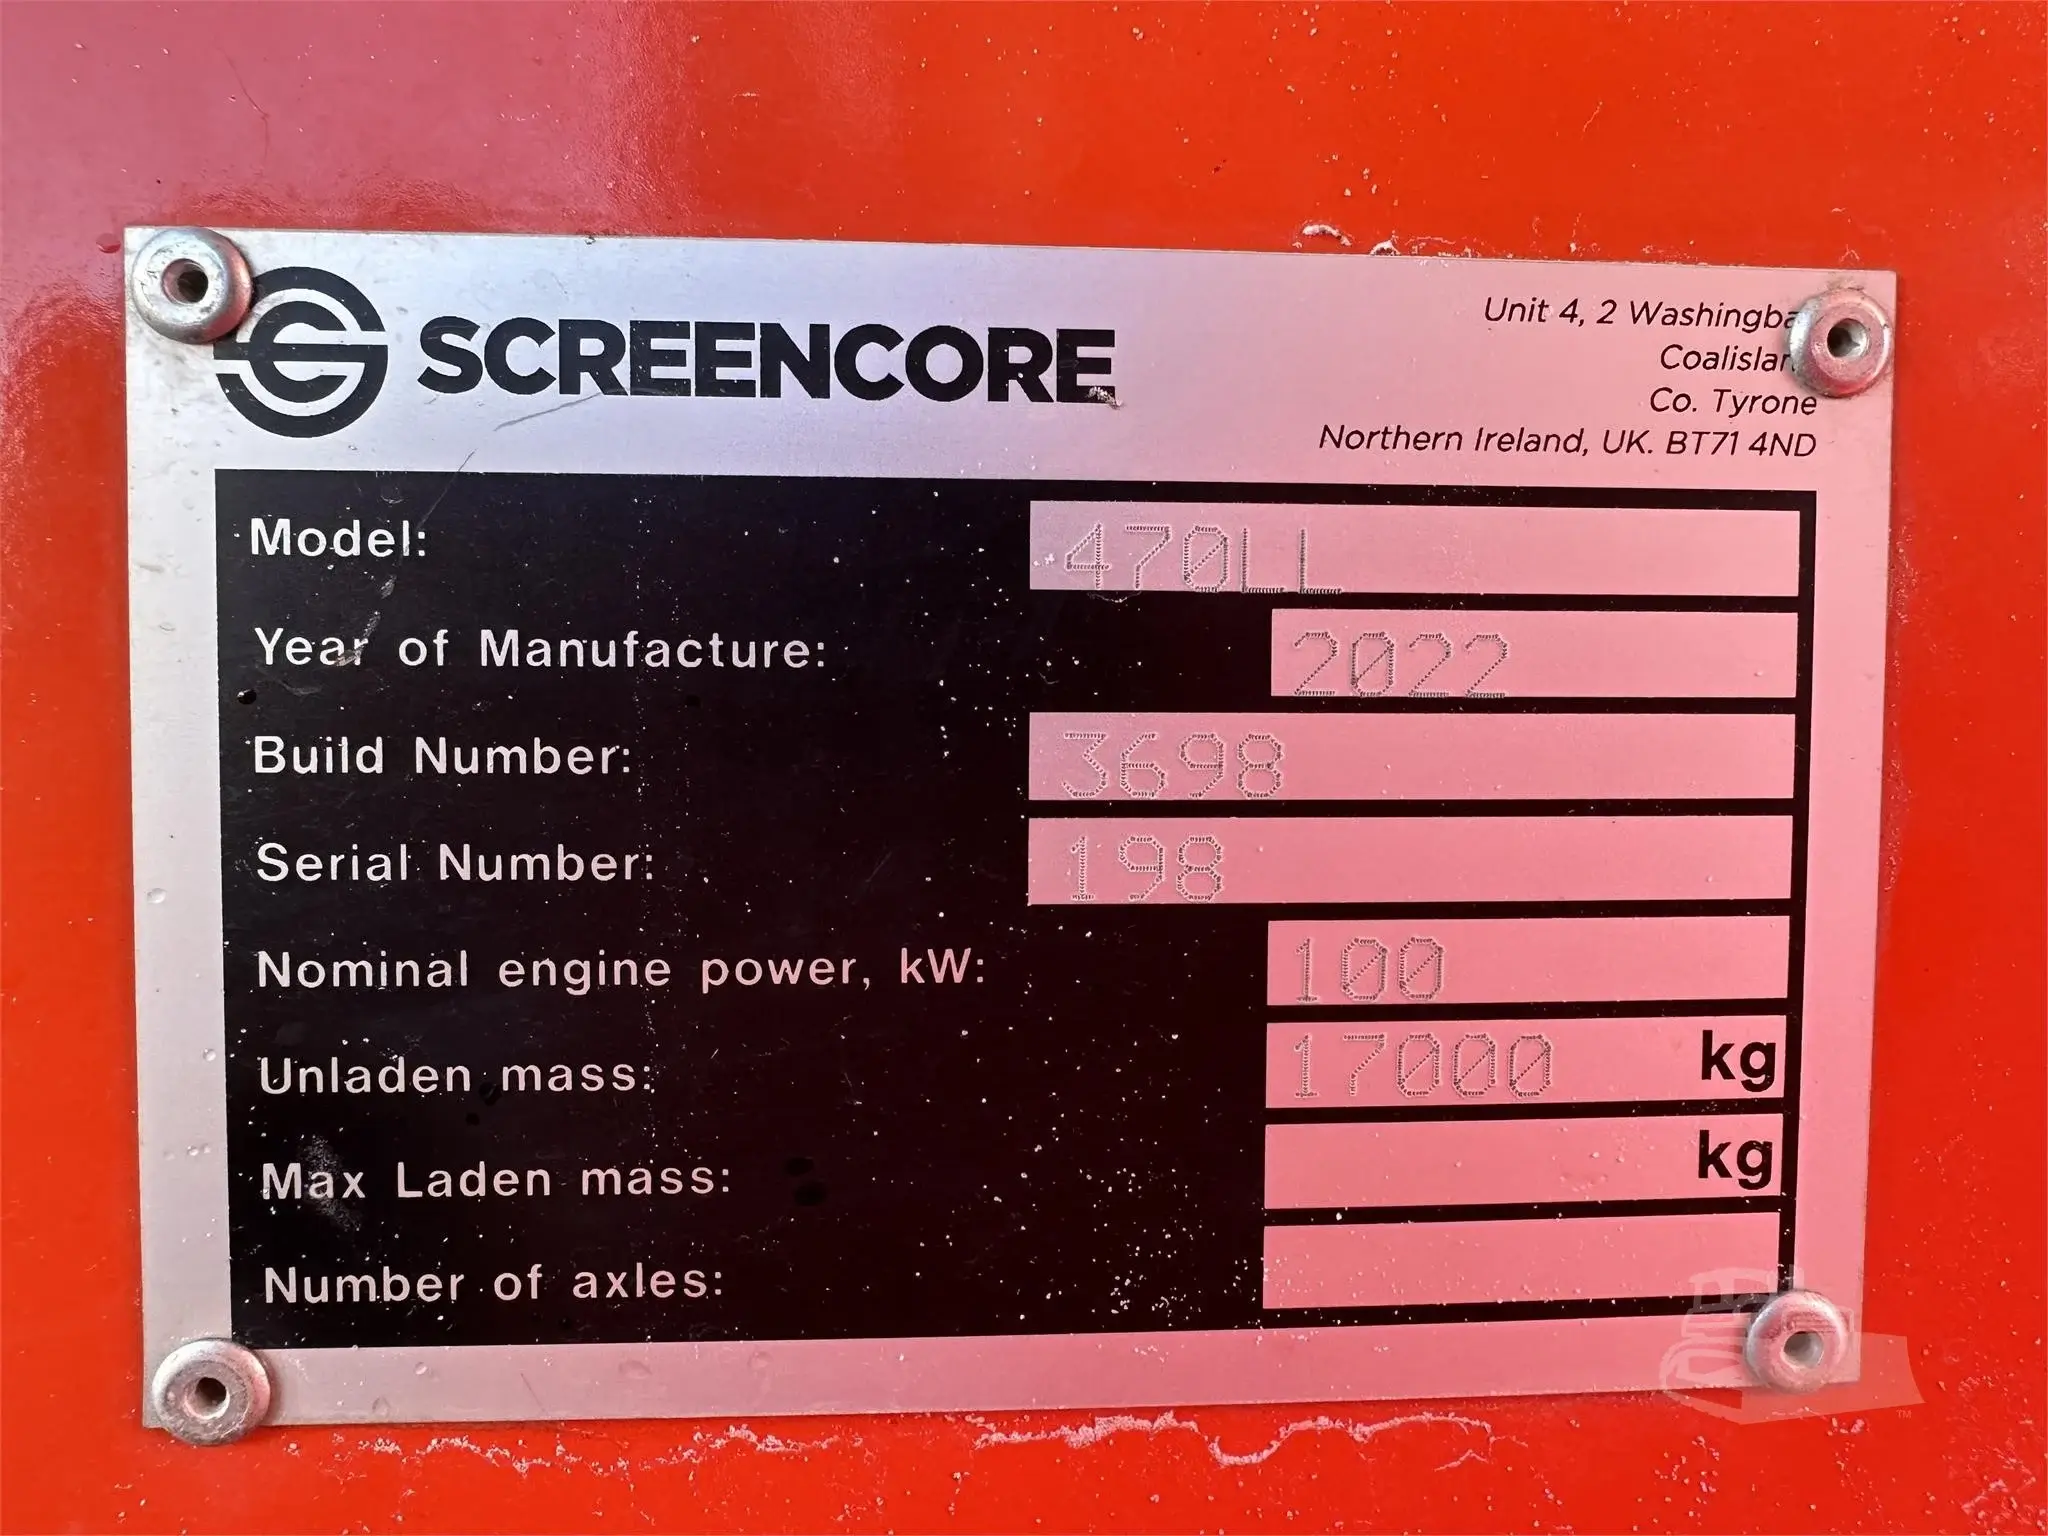 SCREENCORE
Unit 4, 2 Washingba
Coalislan
Co. Tyrone
Northern Ireland, UK. BT71 4ND
Model: 470LL
Year of Manufacture: 2022
Build Number: 3698
Serial Number: 198
Nominal engine power, kW: 100
Unladen mass: 17000 kg
Max Laden mass: kg
Number of axles:
TM